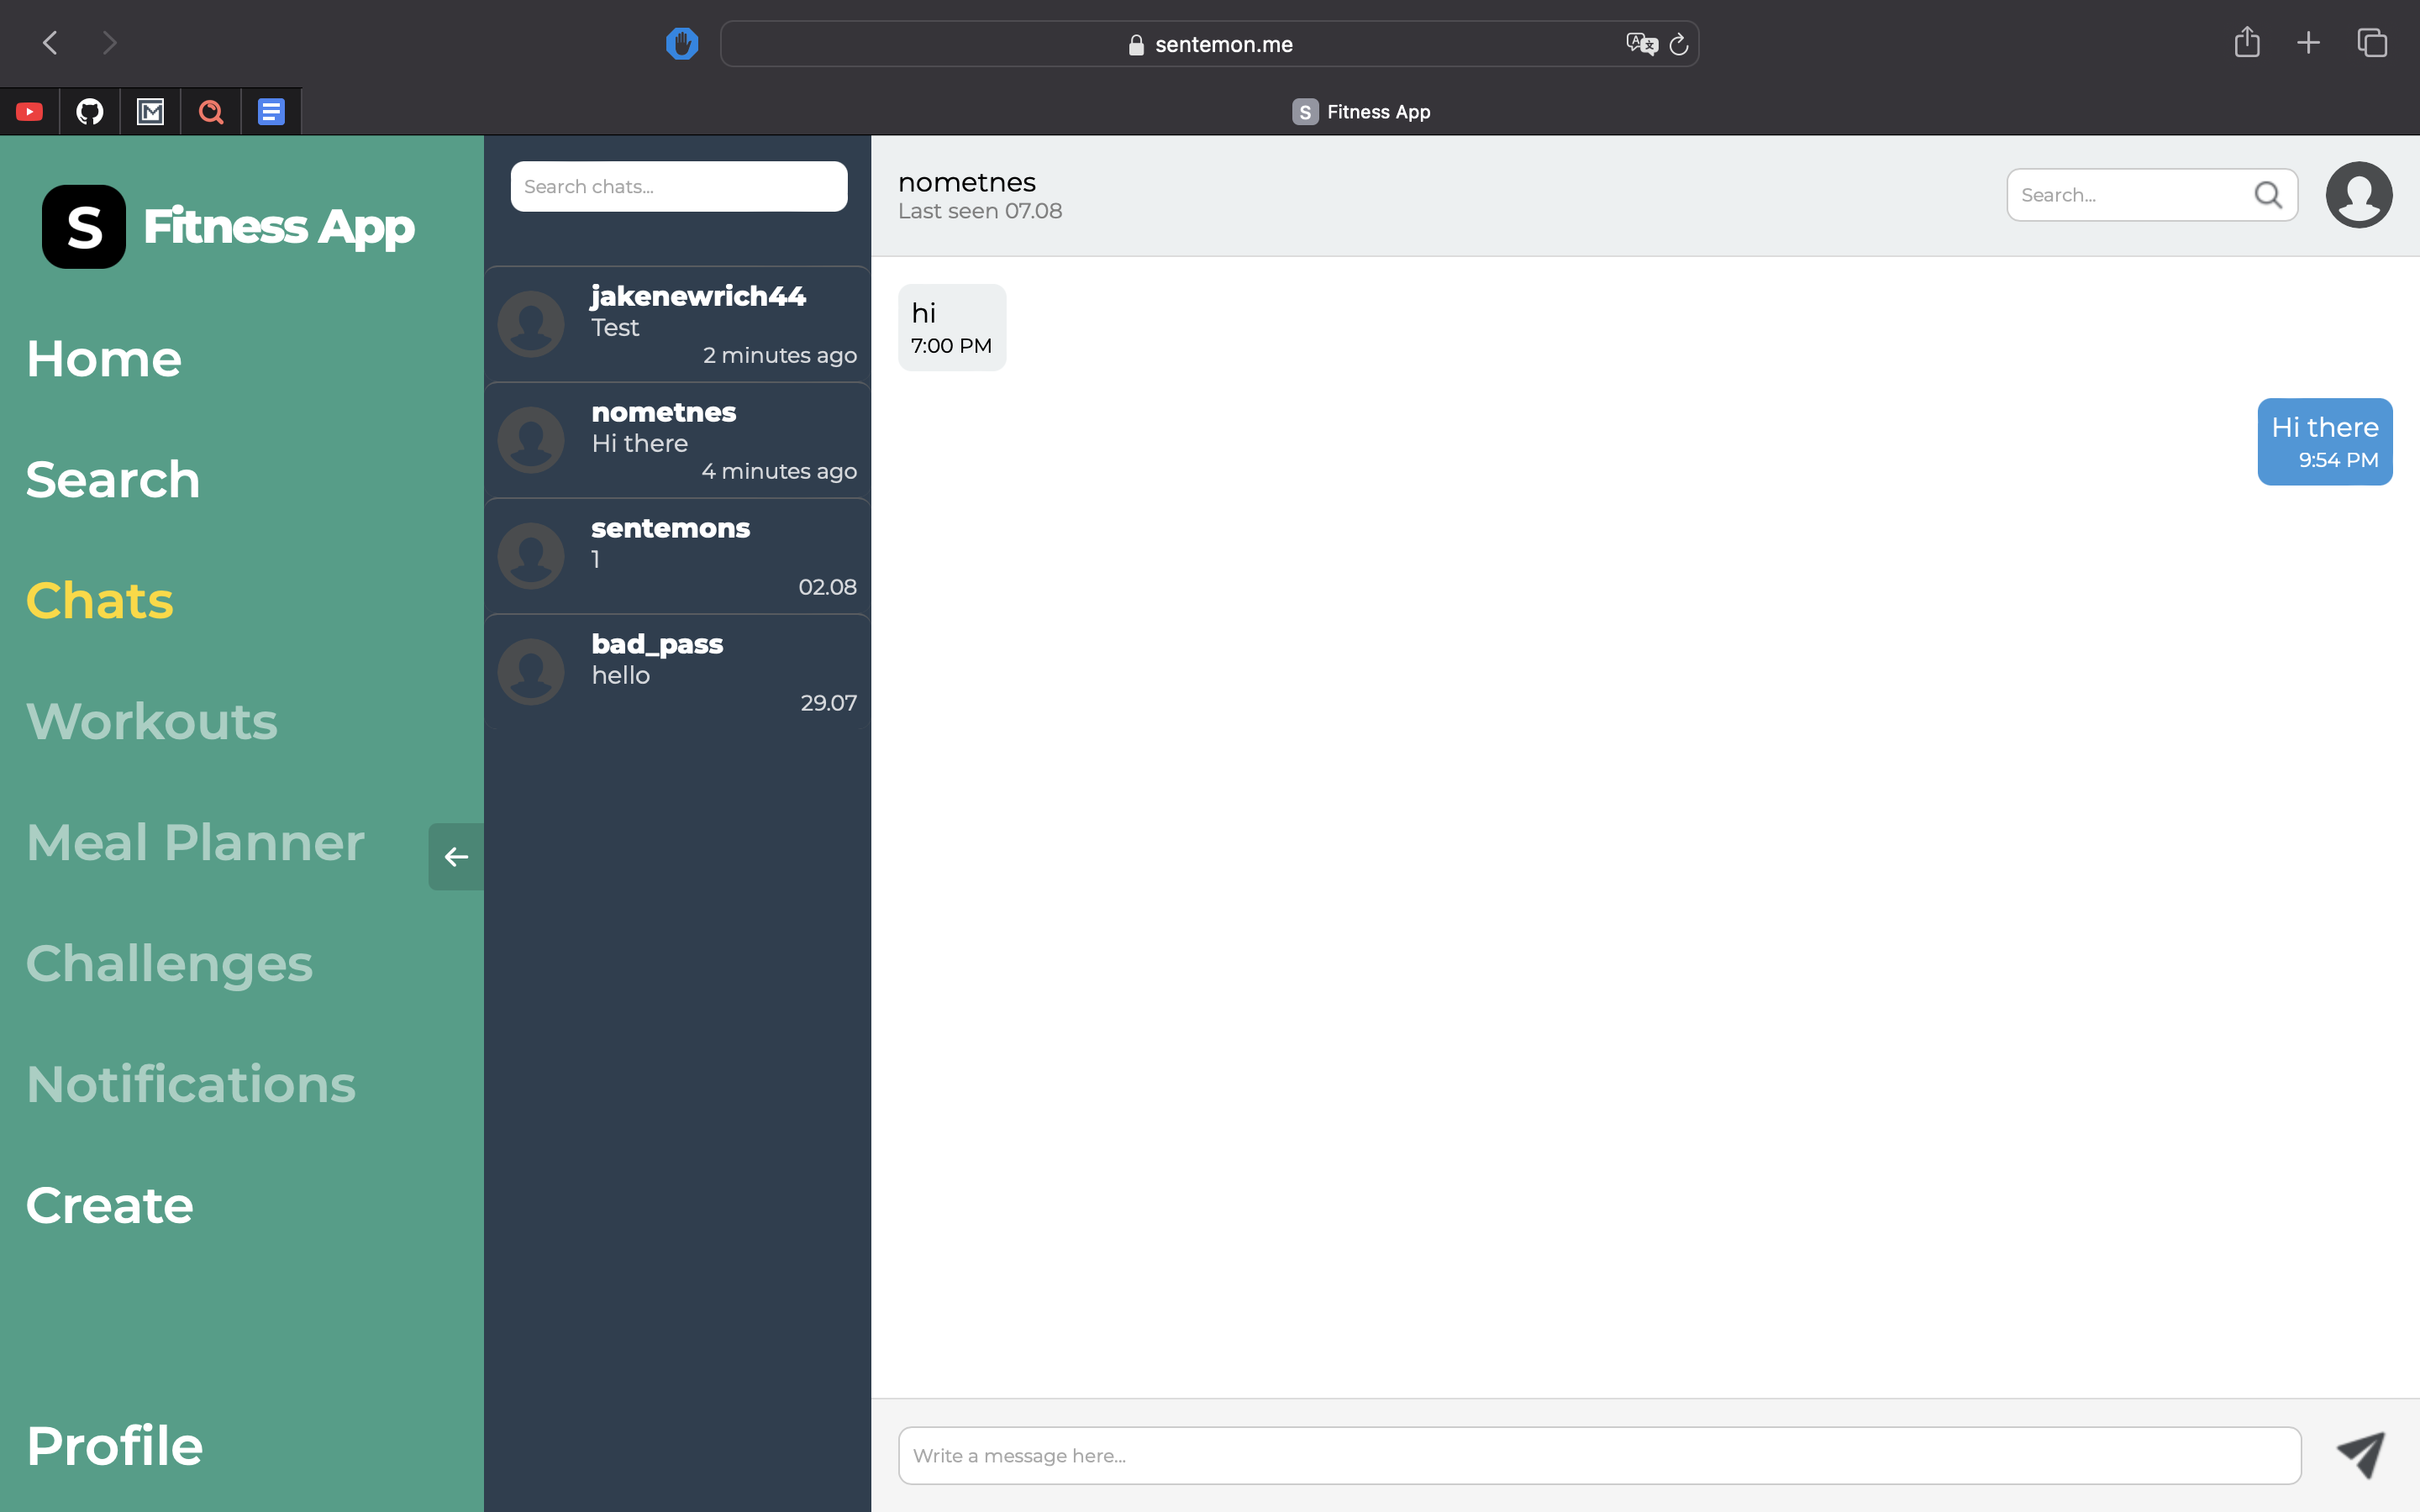 sentemon.me
S Fitness App
S Fitness App
Home
Search
Chats
Workouts
Meal Planner
Challenges
Notifications
Create
Profile
Search chats...
jakenewrich44
Test
2 minutes ago
nometnes
Hi there
4 minutes ago
sentemons
1
02.08
bad_pass
hello
29.07
nometnes
Last seen 07.08
Search...
hi
7:00 PM
Hi there
9:54 PM
Write a message here...